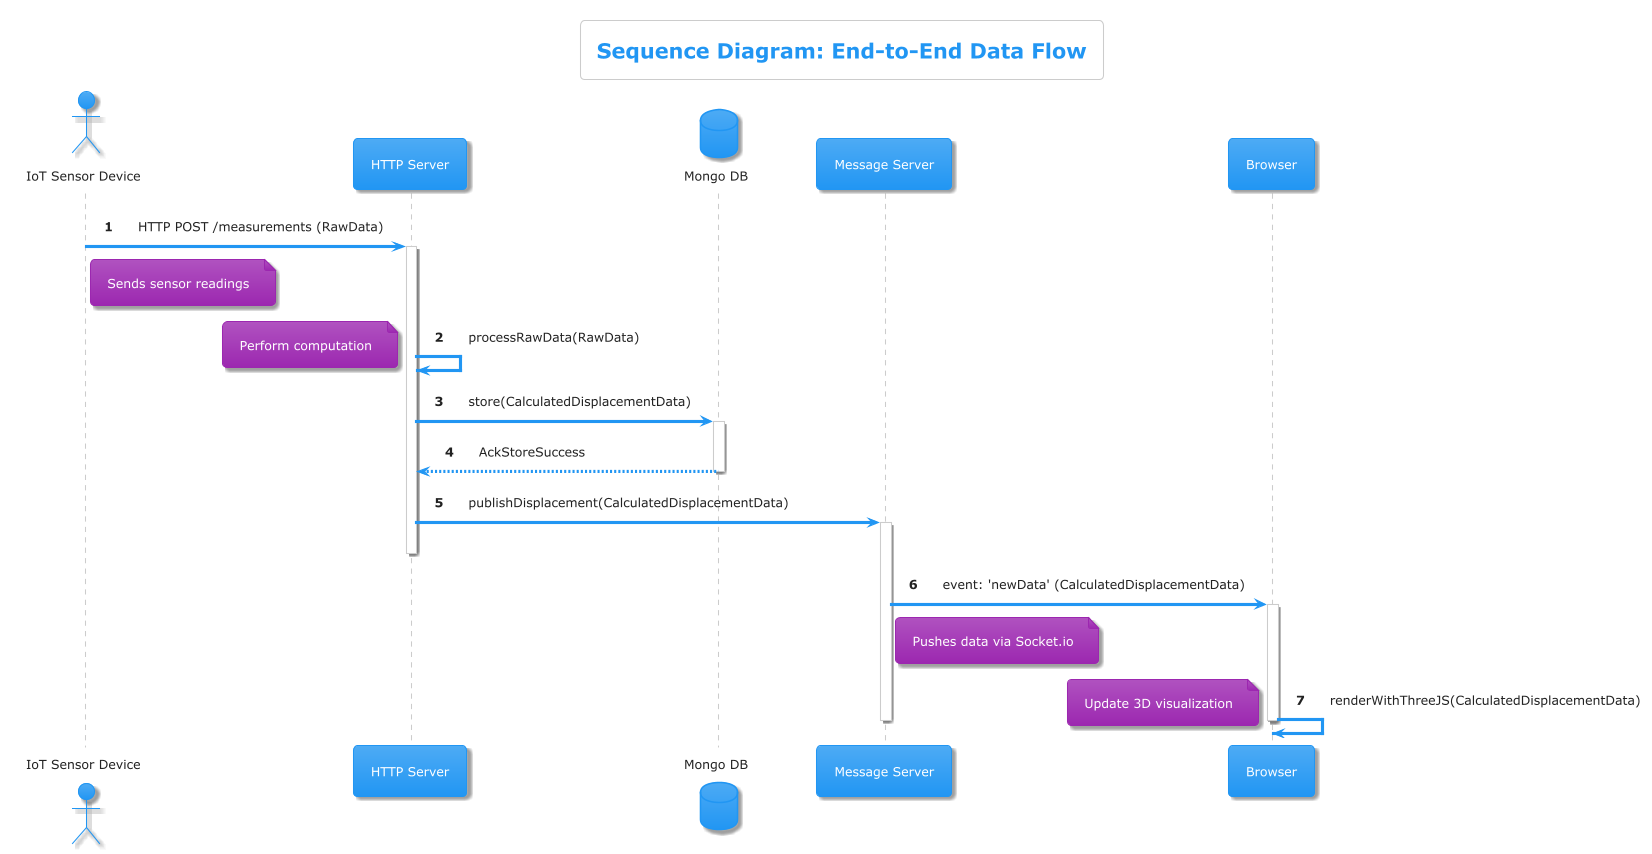 Sequence Diagram: End-to-End Data Flow
IoT Sensor Device
HTTP Server
Mongo DB
Message Server
Browser
1 HTTP POST /measurements (RawData)
Sends sensor readings
Perform computation
2 processRawData(RawData)
3 store(CalculatedDisplacementData)
4 AckStoreSuccess
5 publishDisplacement(CalculatedDisplacementData)
6 event: 'newData' (CalculatedDisplacementData)
Pushes data via Socket.io
Update 3D visualization
7 renderWithThreeJS(CalculatedDisplacementData)
IoT Sensor Device
HTTP Server
Mongo DB
Message Server
Browser